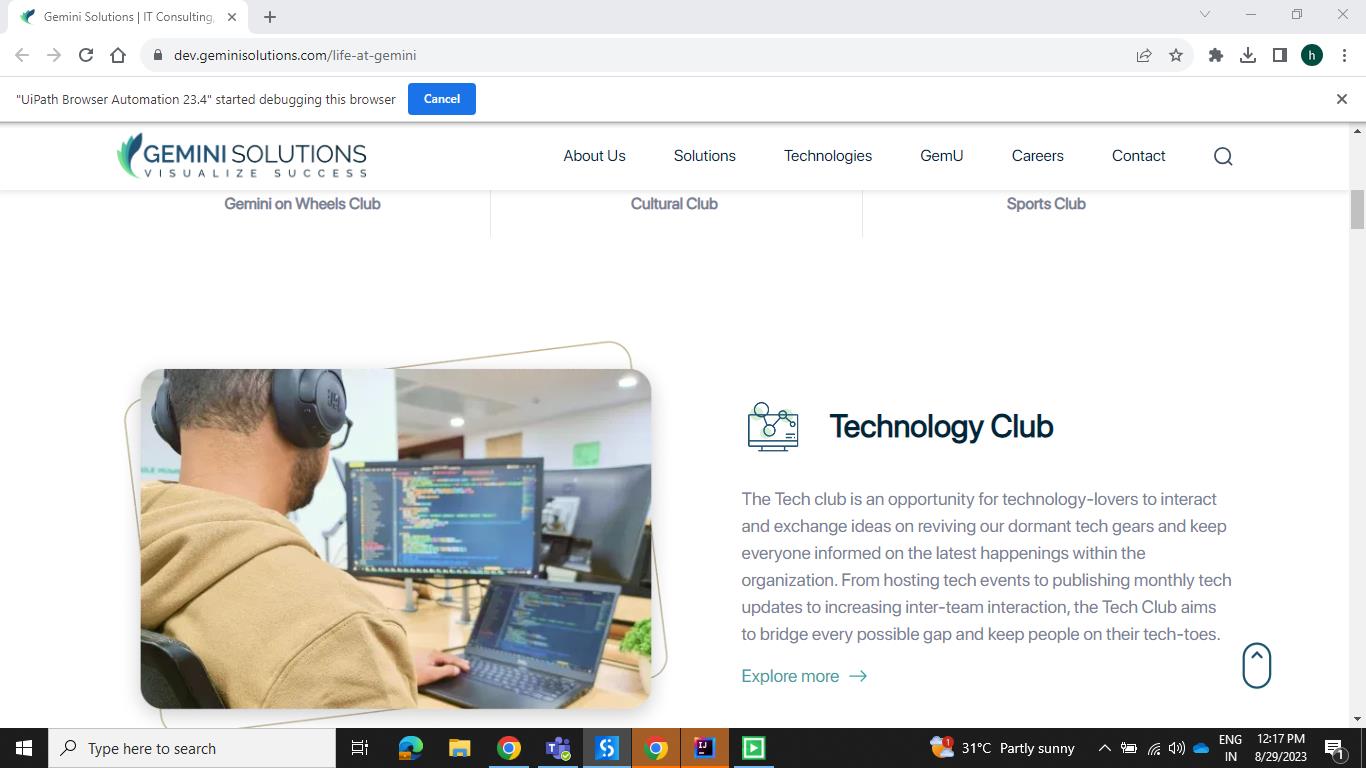 Gemini Solutions | IT Consulting,
dev.geminisolutions.com/life-at-gemini
h
"UiPath Browser Automation 23.4" started debugging this browser
Cancel
GEMINI SOLUTIONS
VISUALIZE SUCCESS
About Us
Solutions
Technologies
GemU
Careers
Contact
Gemini on Wheels Club
Cultural Club
Sports Club
Technology Club
The Tech club is an opportunity for technology-lovers to interact
and exchange ideas on reviving our dormant tech gears and keep
everyone informed on the latest happenings within the
organization. From hosting tech events to publishing monthly tech
updates to increasing inter-team interaction, the Tech Club aims
to bridge every possible gap and keep people on their tech-toes.
Explore more
Type here to search
1
31°C Partly sunny
ENG
IN
12:17 PM
8/29/2023
1